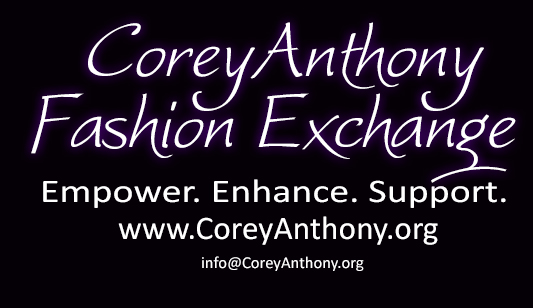 CoreyAnthony
Fashion Exchange
Empower. Enhance. Support.
www.CoreyAnthony.org
info@CoreyAnthony.org